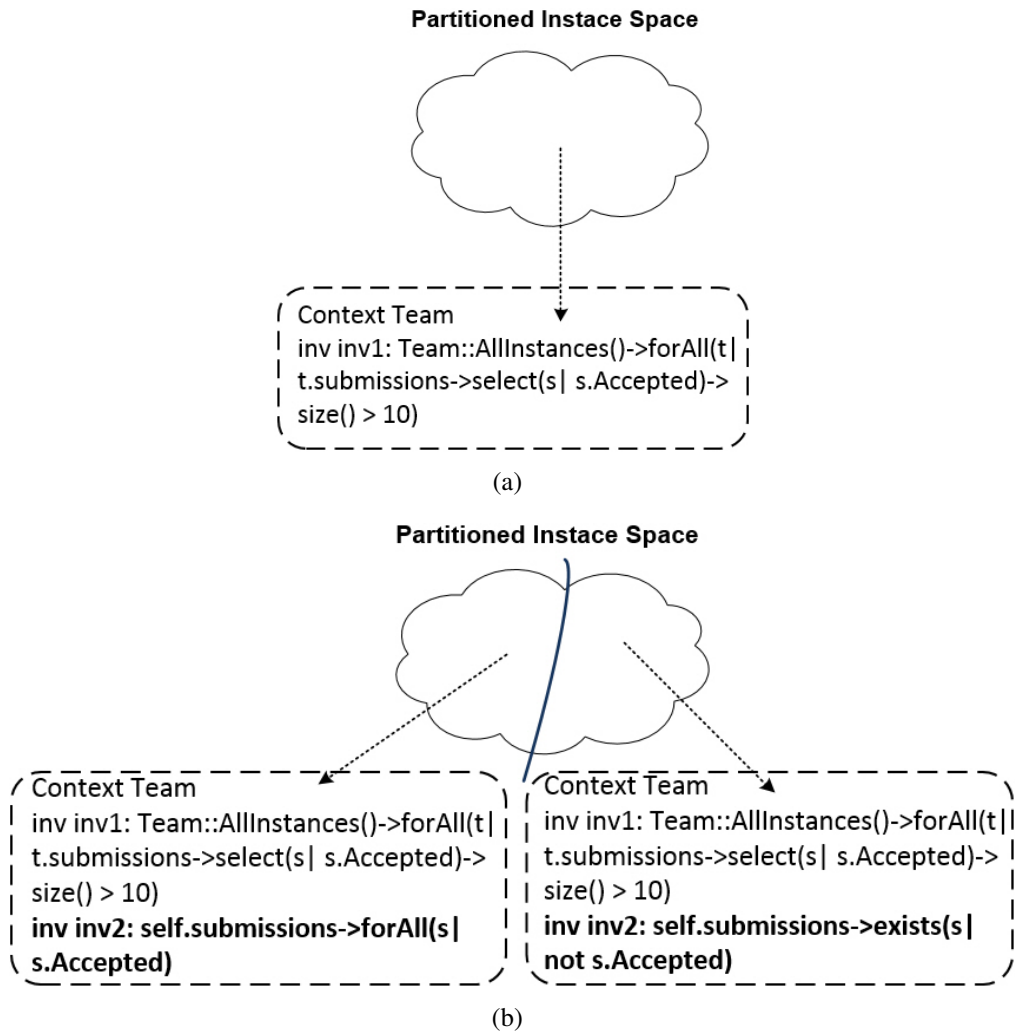 Partitioned Instace Space
Context Team
inv inv1: Team::AllInstances()->forAll(t|
t.submissions->select(s| s.Accepted)->
size() > 10)
(a)
Partitioned Instace Space
Context Team
inv inv1: Team::AllInstances()->forAll(t|
t.submissions->select(s| s.Accepted)->
size() > 10)
inv inv2: self.submissions->forAll(s|
s.Accepted)
Context Team
inv inv1: Team::AllInstances()->forAll(t|
t.submissions->select(s| s.Accepted)->
size() > 10)
inv inv2: self.submissions->exists(s|
not s.Accepted)
(b)